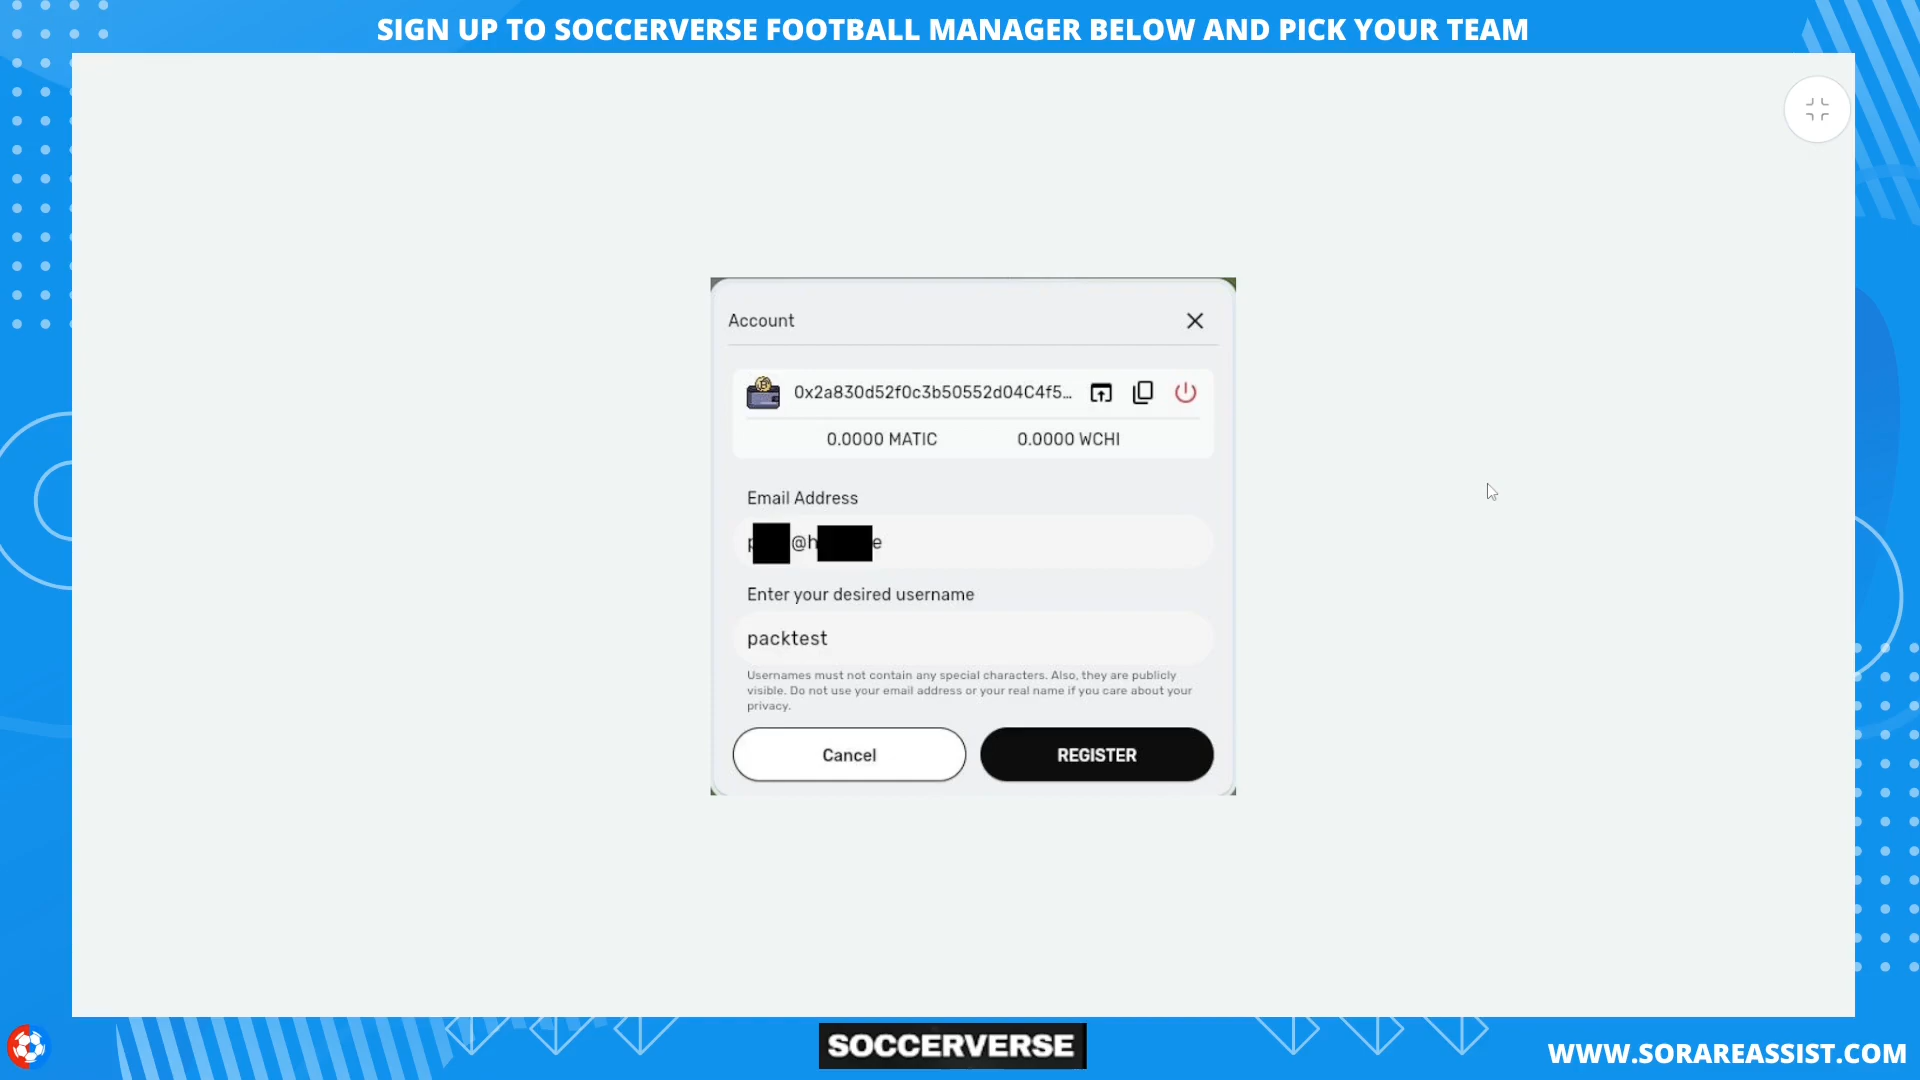 SIGN UP TO SOCCERVERSE FOOTBALL MANAGER BELOW AND PICK YOUR TEAM
Account
0x2a830d52f0c3b50552d04C4f5...
0.0000 MATIC 0.0000 WCHI
Email Address
p @h e
Enter your desired username
packtest
Usernames must not contain any special characters. Also, they are publicly
visible. Do not use your email address or your real name if you care about your
privacy.
Cancel REGISTER
SOCCERVERSE
WWW.SORAREASSIST.COM